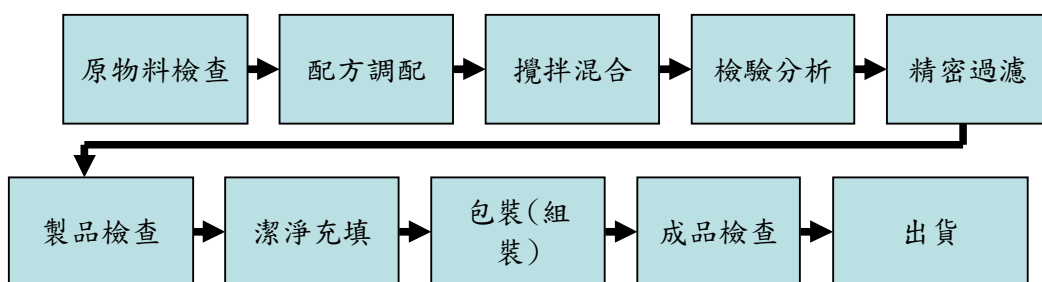 原物料檢查
配方調配
攪拌混合
檢驗分析
精密過濾
製品檢查
潔淨充填
包裝(組
裝)
成品檢查
出貨